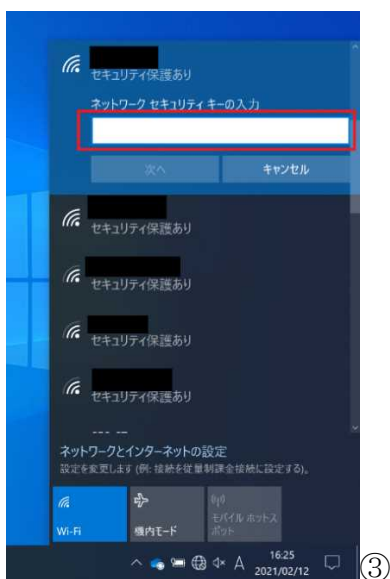 セキュリティ保護あり
ネットワーク セキュリティ キーの入力
次へ
キャンセル
セキュリティ保護あり
セキュリティ保護あり
セキュリティ保護あり
セキュリティ保護あり
ネットワークとインターネットの設定
設定を変更します (例: 接続を従量制課金接続に設定する)。
Wi-Fi
機内モード
モバイル ホットス
ポット
A
16:25
2021/02/12
③